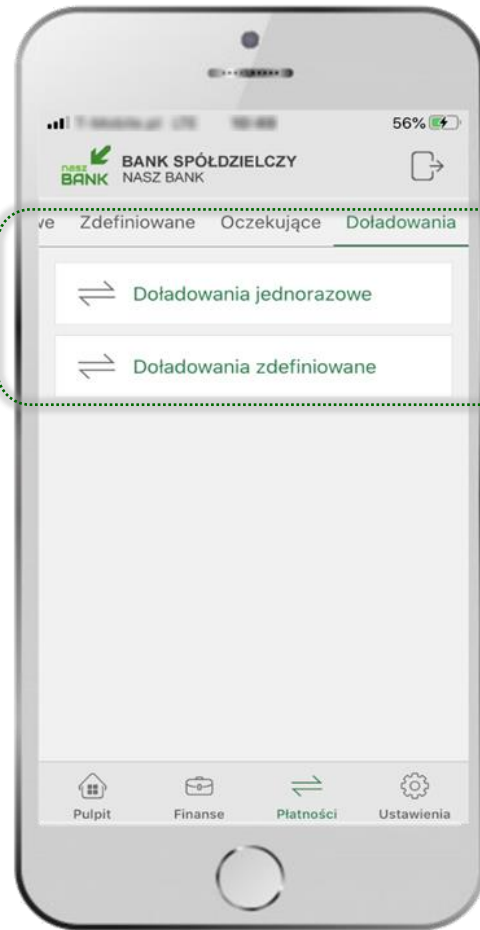 56%
nasz BANK
BANK SPÓŁDZIELCZY
NASZ BANK
we Zdefiniowane Oczekujące Doładowania
Doładowania jednorazowe
Doładowania zdefiniowane
Pulpit Finanse Płatności Ustawienia